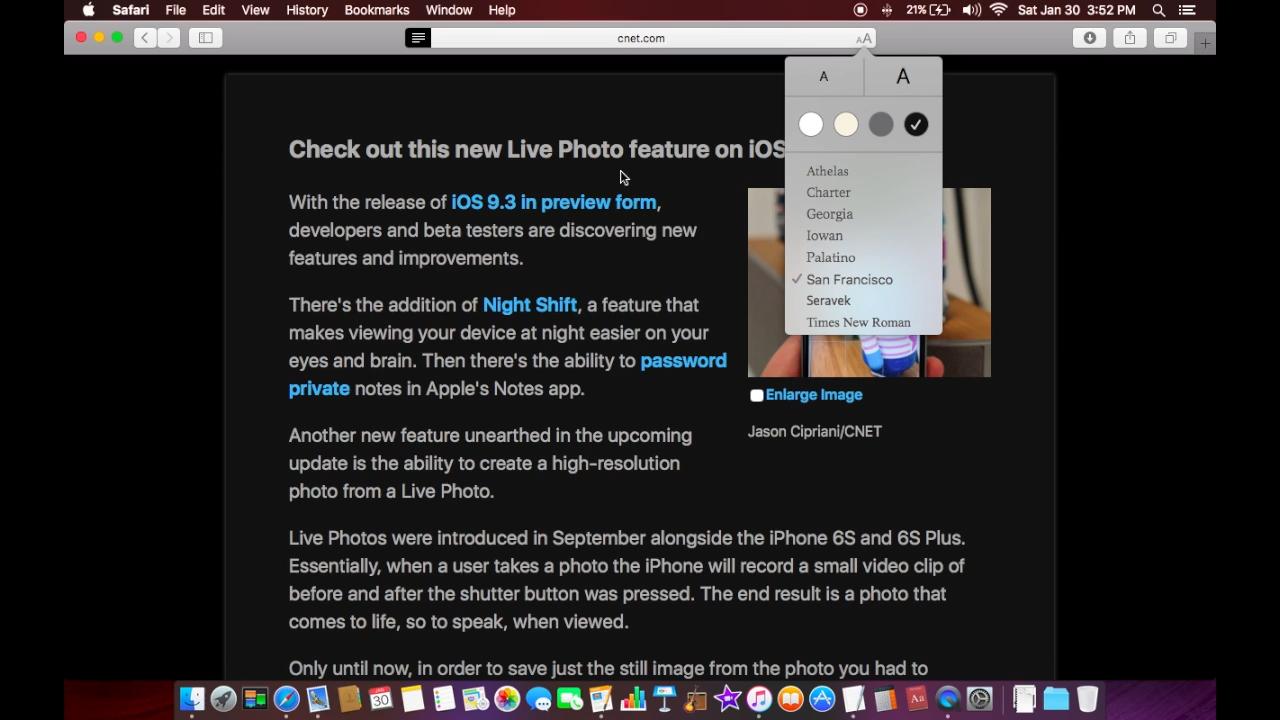 Safari File Edit View History Bookmarks Window Help 21% Sat Jan 30 3:52 PM
cnet.com AA
A A
Check out this new Live Photo feature on iOS
With the release of iOS 9.3 in preview form,
developers and beta testers are discovering new
features and improvements.
There's the addition of Night Shift, a feature that
makes viewing your device at night easier on your
eyes and brain. Then there's the ability to password
private notes in Apple's Notes app.
Another new feature unearthed in the upcoming
update is the ability to create a high-resolution
photo from a Live Photo.
Live Photos were introduced in September alongside the iPhone 6S and 6S Plus.
Essentially, when a user takes a photo the iPhone will record a small video clip of
before and after the shutter button was pressed. The end result is a photo that
comes to life, so to speak, when viewed.
Only until now, in order to save just the still image from the photo you had to
Athelas
Charter
Georgia
Iowan
Palatino
San Francisco
Seravek
Times New Roman
Enlarge Image
Jason Cipriani/CNET
30
Aa